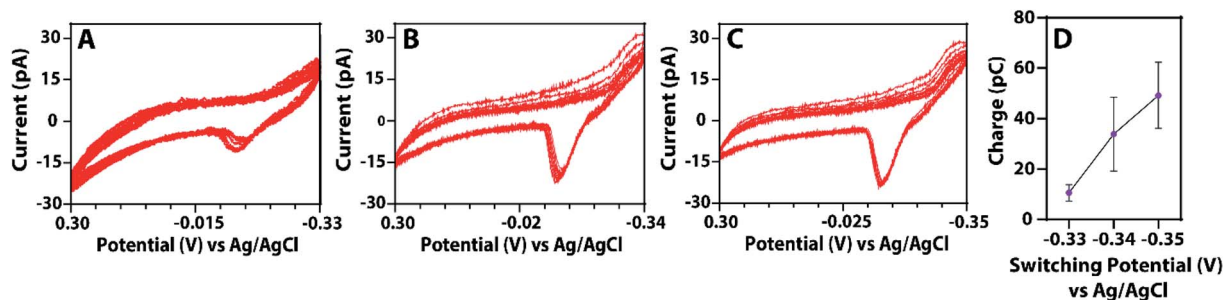 A
Current (pA)
30
15
0
-15
-30
0.30
-0.015
-0.33
Potential (V) vs Ag/AgCl
B
Current (pA)
30
15
0
-15
-30
0.30
-0.02
-0.34
Potential (V) vs Ag/AgCl
C
Current (pA)
30
15
0
-15
-30
0.30
-0.025
-0.35
Potential (V) vs Ag/AgCl
D
Charge (pC)
80
60
40
20
0
-0.33
-0.34
-0.35
Switching Potential (V)
vs Ag/AgCl